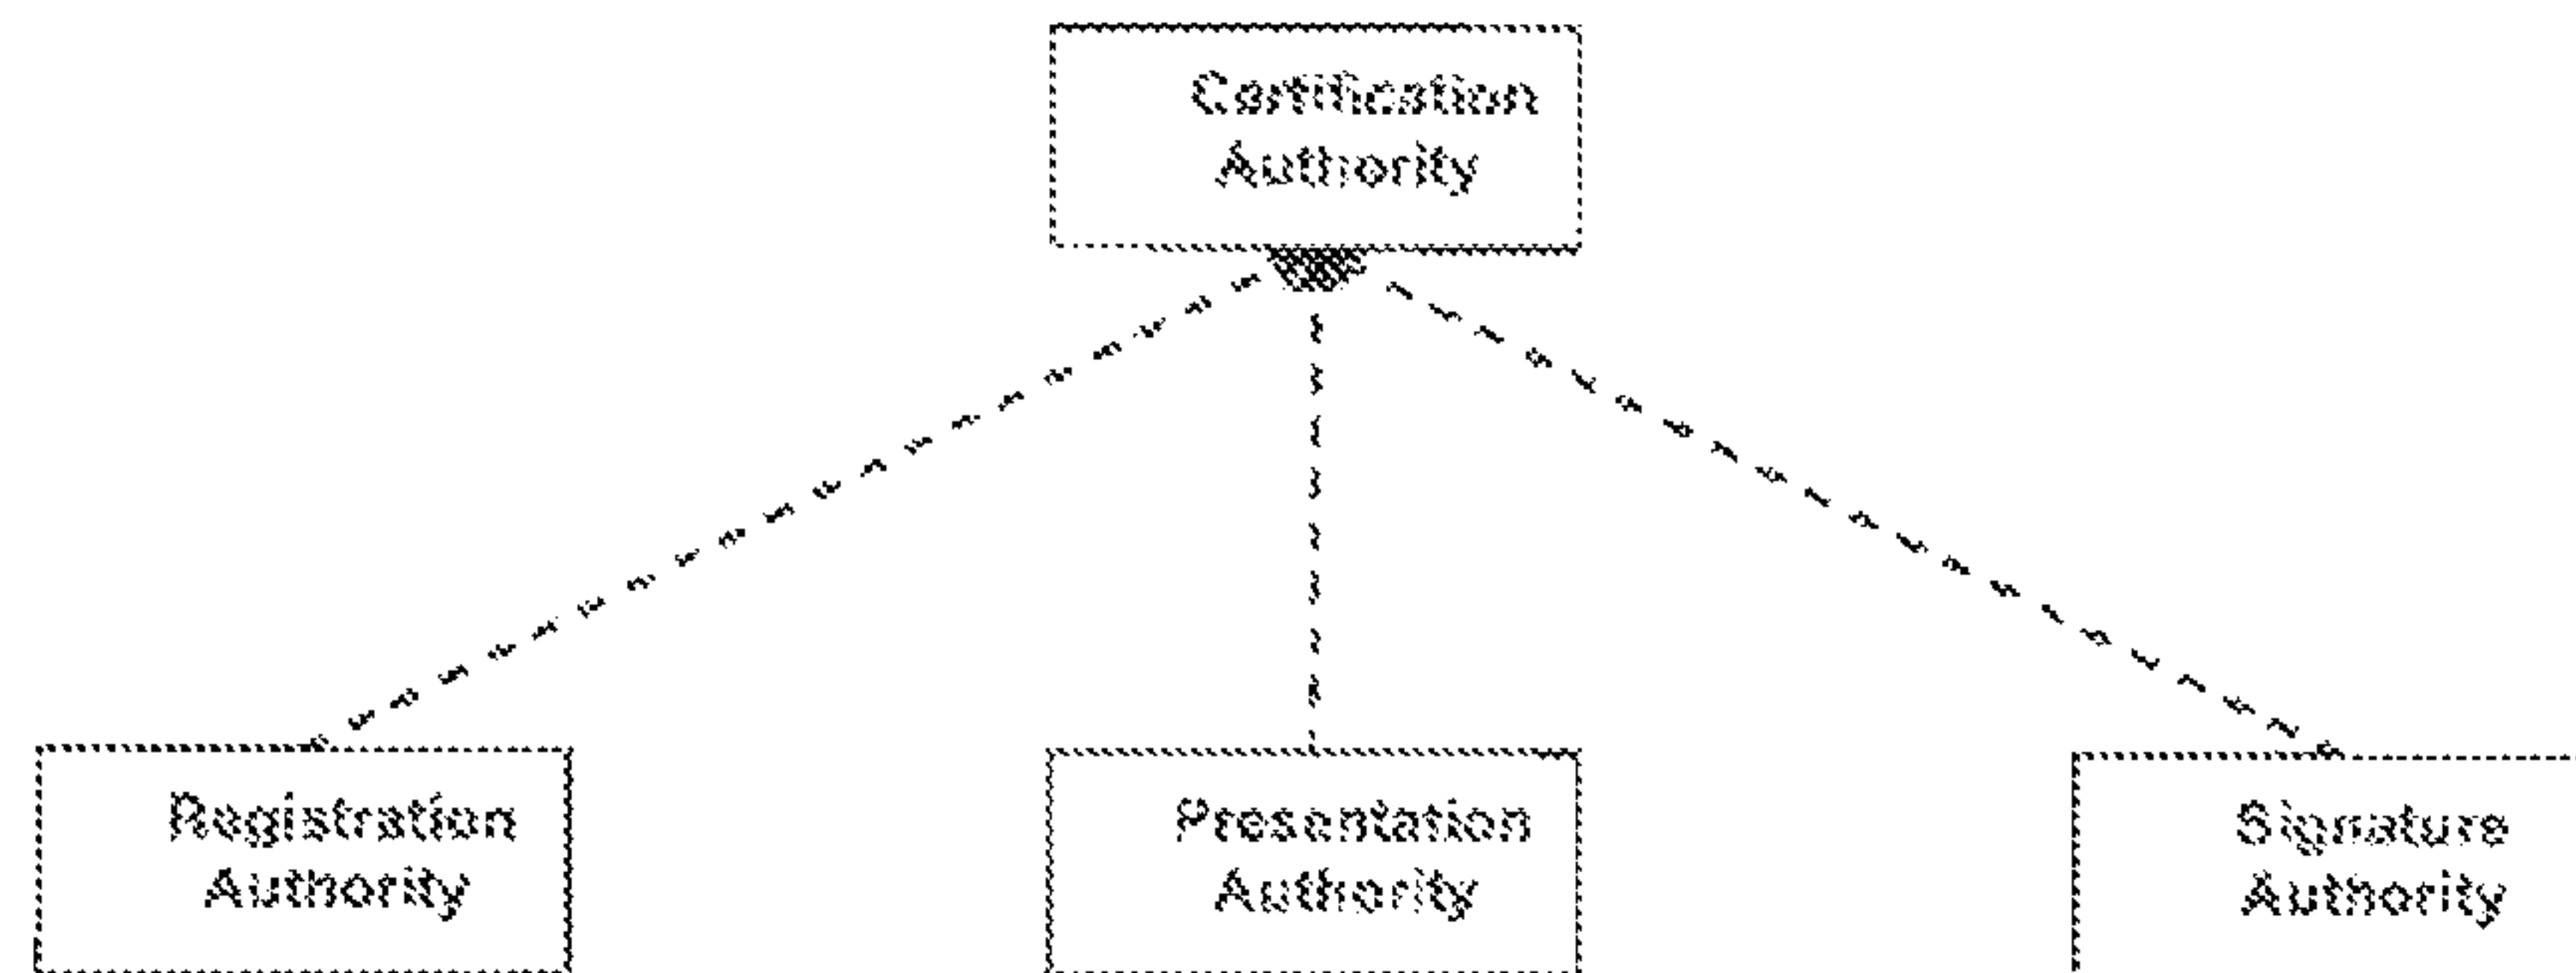 Certification
Authority
Registration
Authority
Presentation
Authority
Signature
Authority